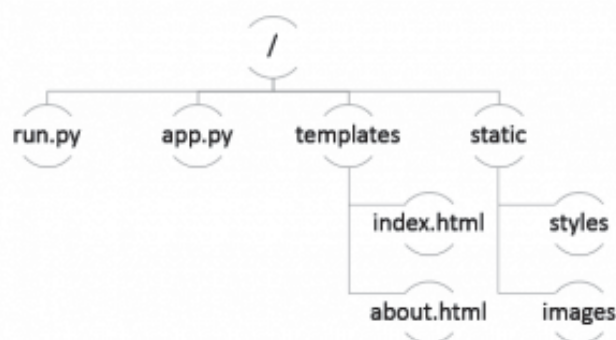 /
run.py app.py templates static
index.html styles
about.html images